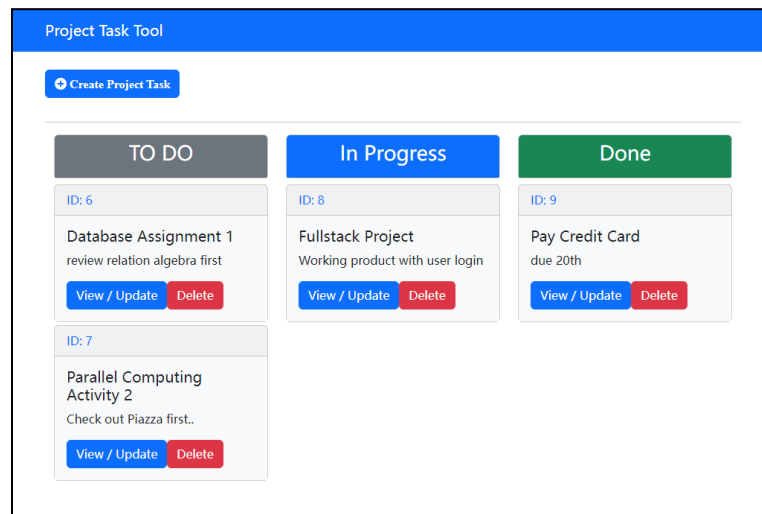 Project Task Tool
Create Project Task
TO DO
ID: 6
Database Assignment 1
review relation algebra first
View / Update Delete
ID: 7
Parallel Computing
Activity 2
Check out Piazza first..
View / Update Delete
In Progress
ID: 8
Fullstack Project
Working product with user login
View / Update Delete
Done
ID: 9
Pay Credit Card
due 20th
View / Update Delete